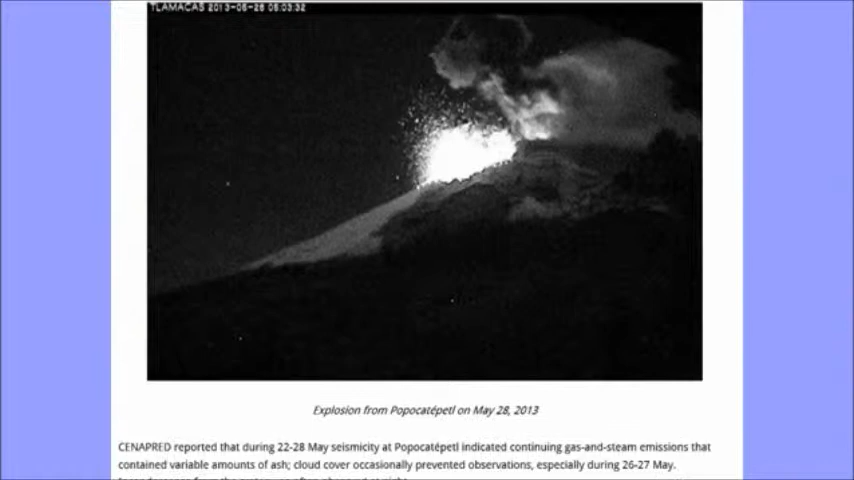 TLAMACAS 2013-05-28 05:03:32
Explosion from Popocatépetl on May 28, 2013
CENAPRED reported that during 22-28 May seismicity at Popocatépetl indicated continuing gas-and-steam emissions that
contained variable amounts of ash; cloud cover occasionally prevented observations, especially during 26-27 May.